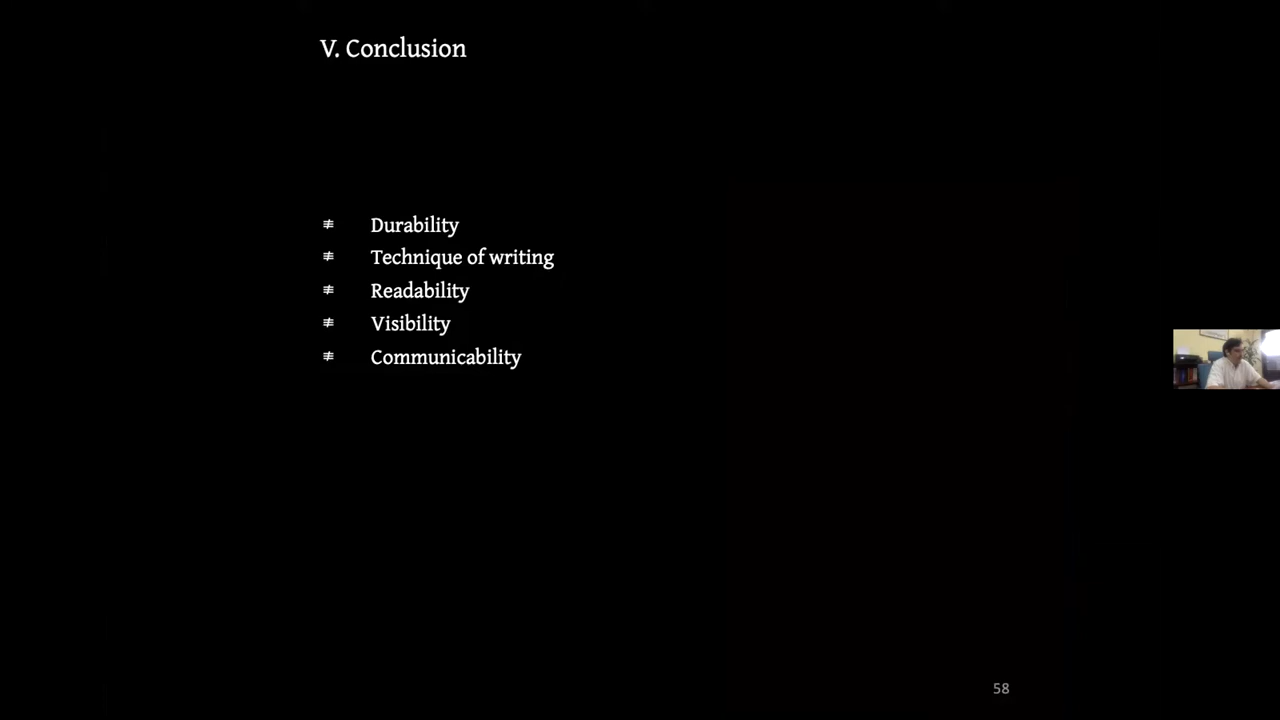 V. Conclusion
≢ Durability
≢ Technique of writing
≢ Readability
≢ Visibility
≢ Communicability
58